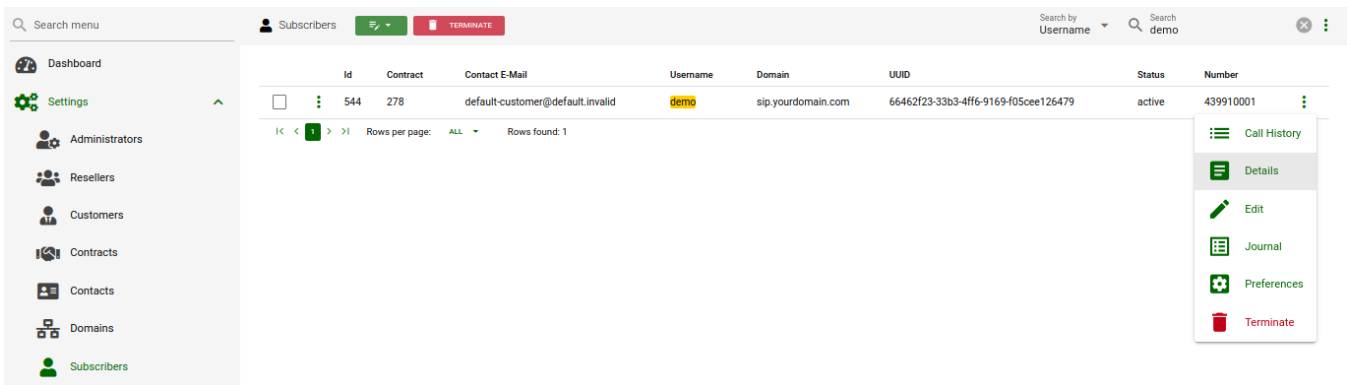 Search menu
Subscribers
TERMINATE
Search by
Username
Search
demo
Dashboard
Settings
Administrators
Resellers
Customers
Contracts
Contacts
Domains
Subscribers
Id Contract Contact E-Mail Username Domain UUID Status Number
544 278 default-customer@default.invalid demo sip.yourdomain.com 66462f23-33b3-4ff6-9169-f05cee126479 active 439910001
1 Rows per page: ALL Rows found: 1
Call History
Details
Edit
Journal
Preferences
Terminate